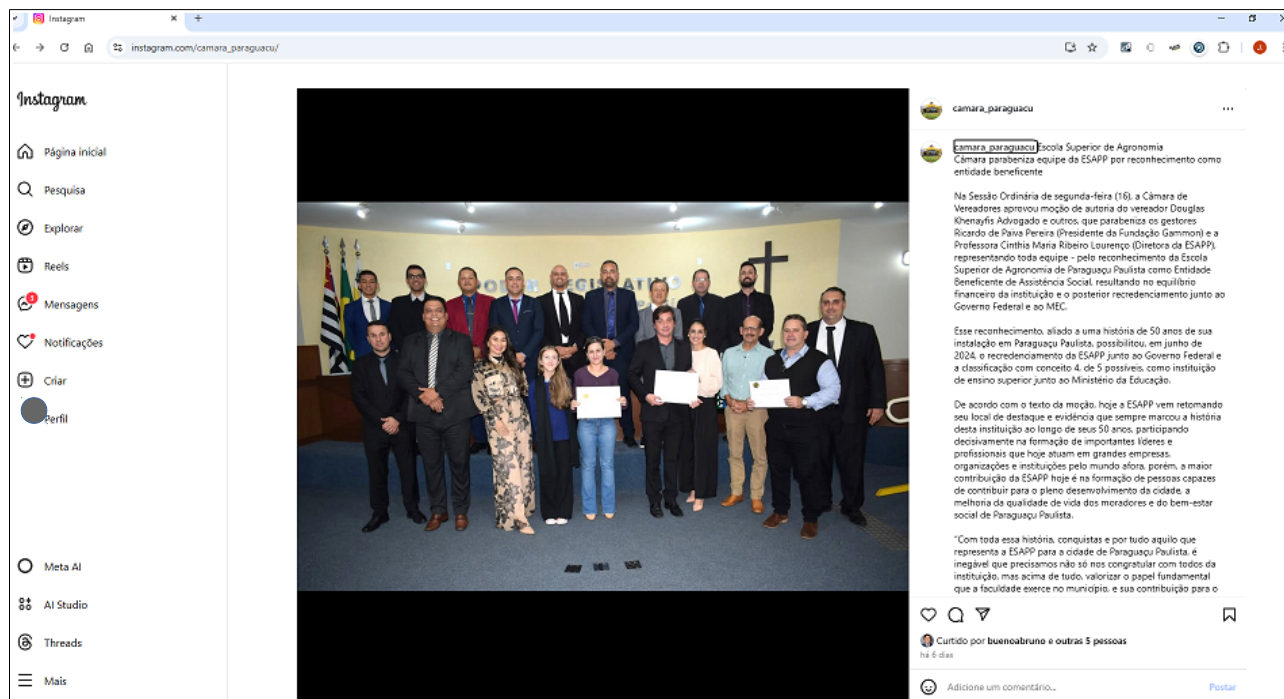 Instagram
instagram.com/camara_paraguacu/
Instagram
Página inicial
Pesquisa
Explorar
Reels
3
Mensagens
Notificações
Criar
Perfil
Meta AI
AI Studio
Threads
Mais
PODER LEGISLATIVO
camara_paraguacu
camara_paraguacu Escola Superior de Agronomia
Câmara parabeniza equipe da ESAPP por reconhecimento como
entidade beneficente
Na Sessão Ordinária de segunda-feira (16), a Câmara de
Vereadores aprovou moção de autoria do vereador Douglas
Khenayfis Advogado e outros, que parabeniza os gestores
Ricardo de Paiva Pereira (Presidente da Fundação Gammon) e a
Professora Cinthia Maria Ribeiro Lourenço (Diretora da ESAPP),
representando toda equipe - pelo reconhecimento da Escola
Superior de Agronomia de Paraguaçu Paulista como Entidade
Beneficente de Assistência Social, resultando no equilíbrio
financeiro da instituição e o posterior recredenciamento junto ao
Governo Federal e ao MEC.
Esse reconhecimento, aliado a uma história de 50 anos de sua
instalação em Paraguaçu Paulista, possibilitou, em junho de
2024, o recredenciamento da ESAPP junto ao Governo Federal e
a classificação com conceito 4, de 5 possíveis, como instituição
de ensino superior junto ao Ministério da Educação.
De acordo com o texto da moção, hoje a ESAPP vem retomando
seu local de destaque e evidência que sempre marcou a história
desta instituição ao longo de seus 50 anos, participando
decisivamente na formação de importantes líderes e
profissionais que hoje atuam em grandes empresas,
organizações e instituições pelo mundo afora, porém, a maior
contribuição da ESAPP hoje é na formação de pessoas capazes
de contribuir para o pleno desenvolvimento da cidade, a
melhoria da qualidade de vida dos moradores e do bem-estar
social de Paraguaçu Paulista.
"Com toda essa história, conquistas e por tudo aquilo que
representa a ESAPP para a cidade de Paraguaçu Paulista, é
inegável que precisamos não só nos congratular com todos da
instituição, mas acima de tudo, valorizar o papel fundamental
que a faculdade exerce no município, e sua contribuição para o
Curtido por buenoabruno e outras 5 pessoas
há 6 dias
Adicione um comentário...
Postar